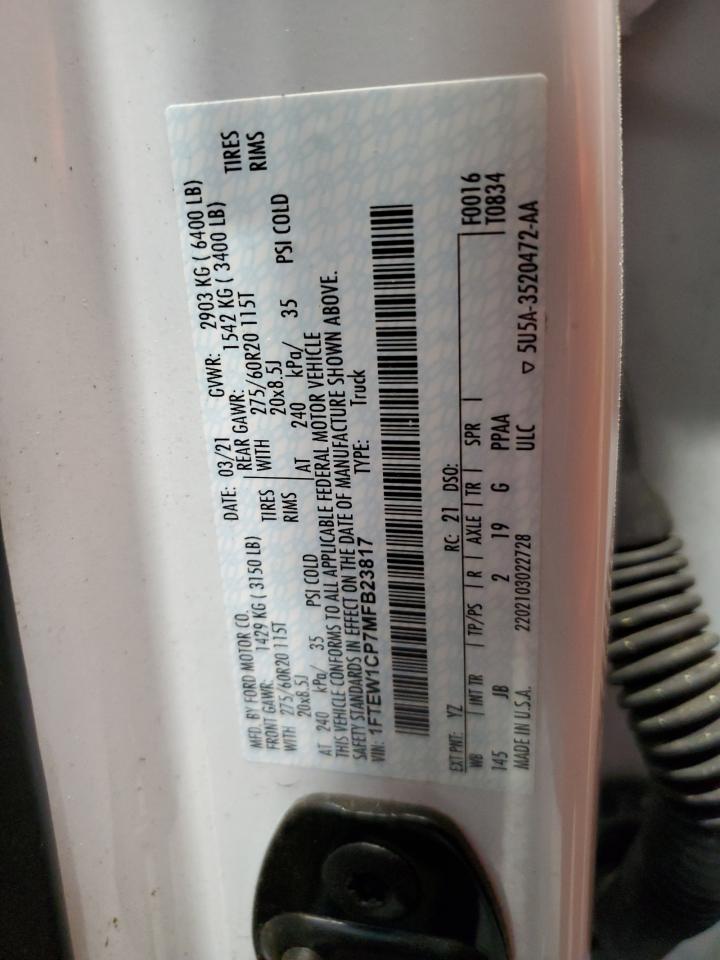 MFD. BY FORD MOTOR CO.
DATE: 03/21 GVWR: 2903 KG ( 6400 LB)
FRONT GAWR: 1429 KG ( 3150 LB) REAR GAWR: 1542 KG ( 3400 LB)
WITH 275/60R20 115T TIRES WITH 275/60R20 115T TIRES
20x8.5J RIMS 20x8.5J RIMS
AT 240 kPa/ 35 PSI COLD AT 240 kPa/ 35 PSI COLD
THIS VEHICLE CONFORMS TO ALL APPLICABLE FEDERAL MOTOR VEHICLE
SAFETY STANDARDS IN EFFECT ON THE DATE OF MANUFACTURE SHOWN ABOVE.
VIN: 1FTEW1CP7MFB23817 TYPE: Truck
EXT PNT: YZ RC: 21 DSO: F0016
WB INT TR TP/PS R AXLE TR SPR T0834
145 JB 2 19 G PPAA
MADE IN U.S.A. 2202103022728 ULC ▽ 5U5A-3520472-AA